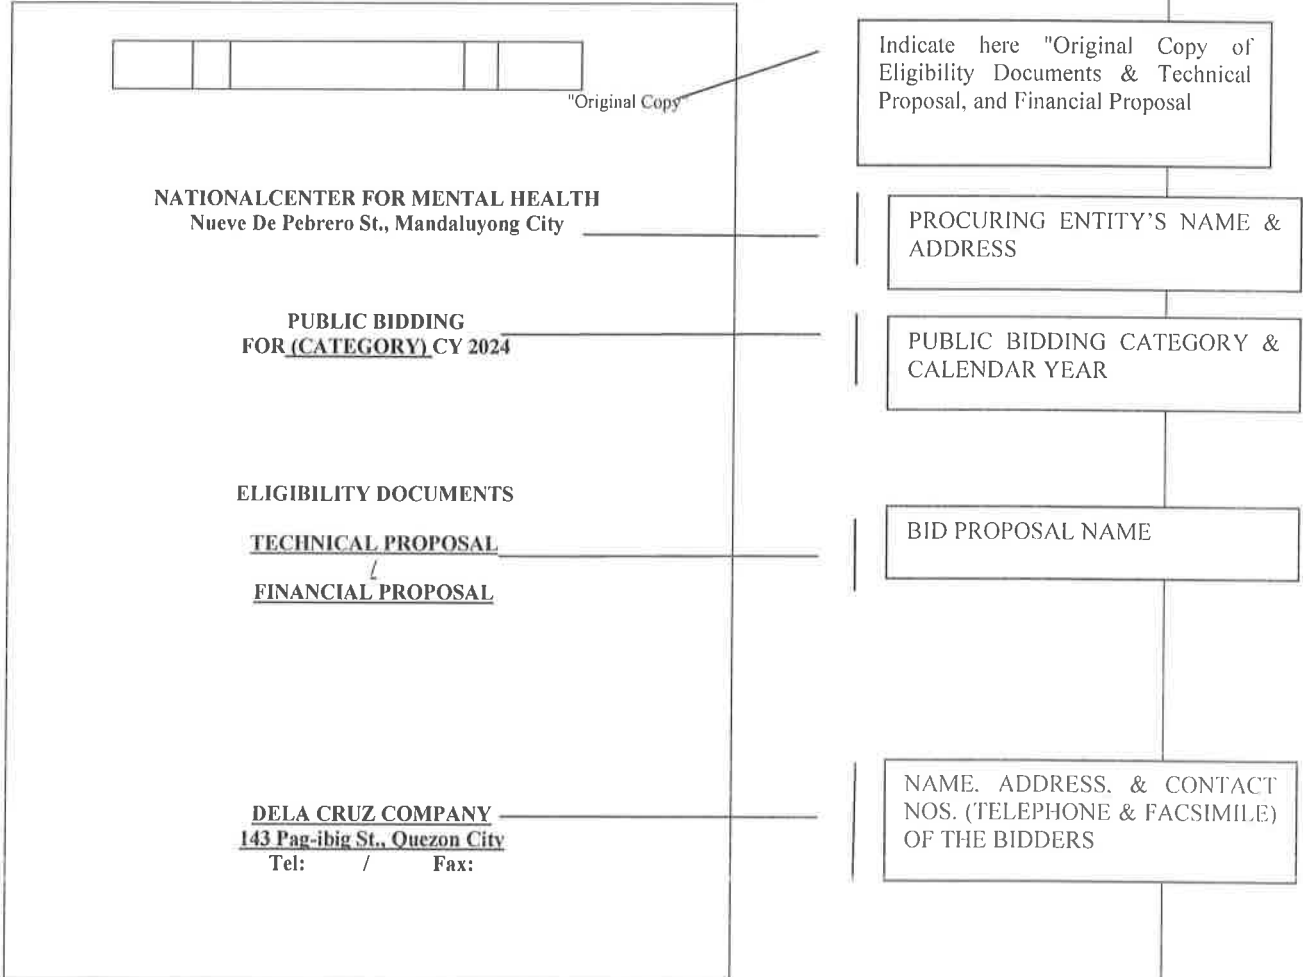 "Original Copy"
NATIONALCENTER FOR MENTAL HEALTH
Nueve De Pebrero St., Mandaluyong City
PUBLIC BIDDING
FOR (CATEGORY) CY 2024
ELIGIBILITY DOCUMENTS
TECHNICAL PROPOSAL
/
FINANCIAL PROPOSAL
DELA CRUZ COMPANY
143 Pag-ibig St., Quezon City
Tel: / Fax:
Indicate here "Original Copy of
Eligibility Documents & Technical
Proposal, and Financial Proposal
PROCURING ENTITY'S NAME &
ADDRESS
PUBLIC BIDDING CATEGORY &
CALENDAR YEAR
BID PROPOSAL NAME
NAME, ADDRESS, & CONTACT
NOS. (TELEPHONE & FACSIMILE)
OF THE BIDDERS